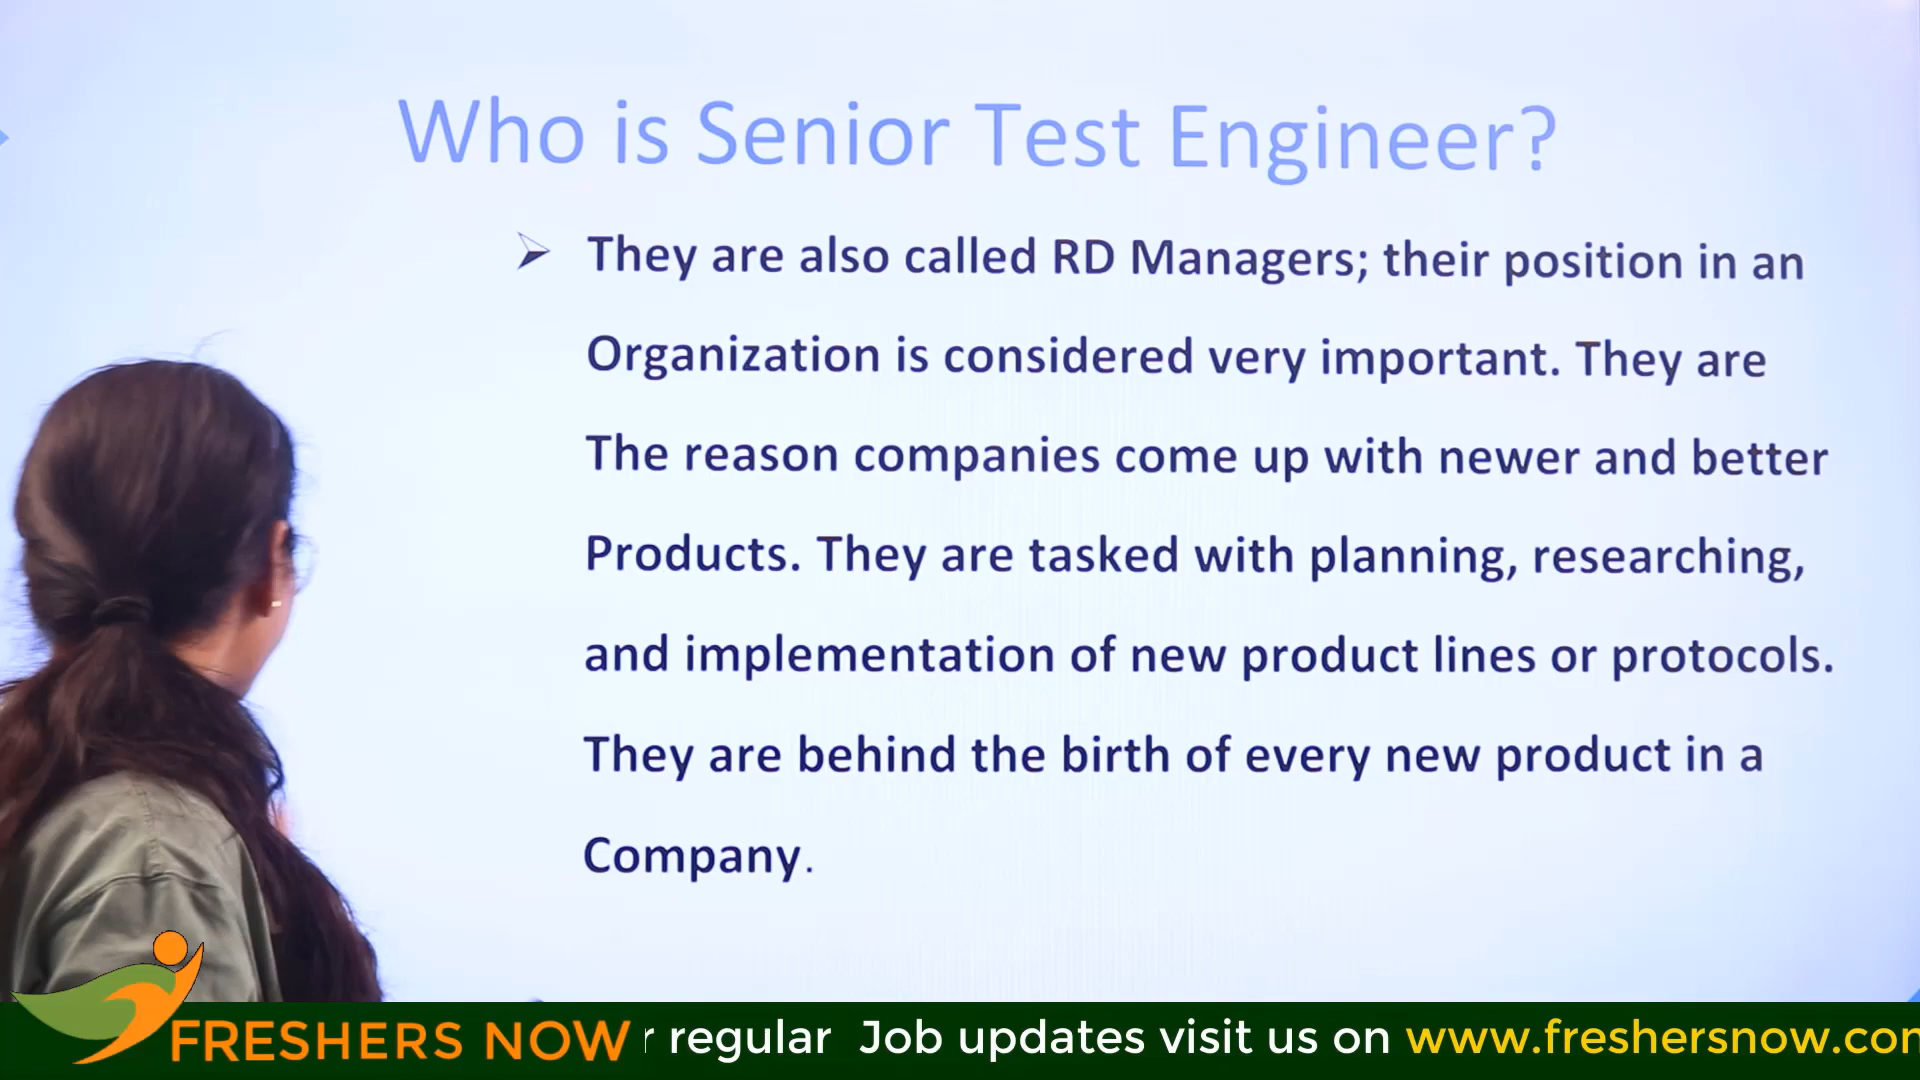 Who is Senior Test Engineer?
➢ They are also called RD Managers; their position in an
Organization is considered very important. They are
The reason companies come up with newer and better
Products. They are tasked with planning, researching,
and implementation of new product lines or protocols.
They are behind the birth of every new product in a
Company.
FRESHERS NOW
r regular Job updates visit us on www.freshersnow.com